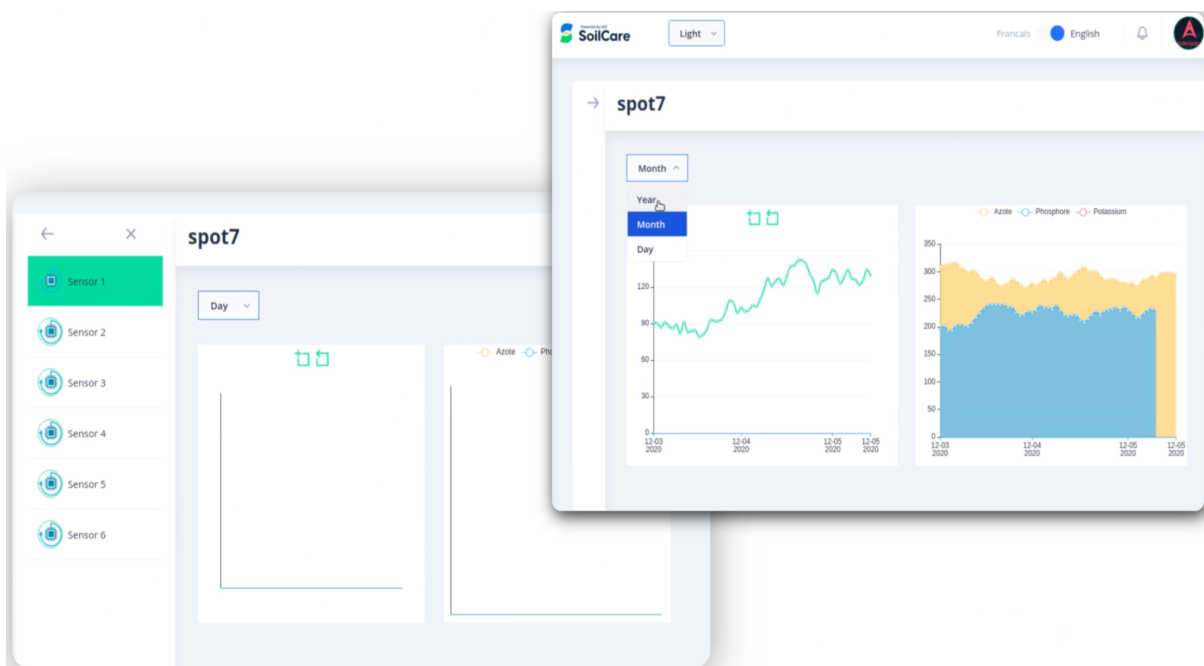 SoilCare
Light
Francais
English
spot7
Month
Year
Month
Day
120
90
60
30
0
12-03
2020
12-04
2020
12-05
2020
12-05
2020
Azote
Phosphore
Potassium
350
300
250
200
150
100
50
0
12-03
2020
12-04
2020
12-05
2020
12-05
2020
Sensor 1
Sensor 2
Sensor 3
Sensor 4
Sensor 5
Sensor 6
spot7
Day
Azote
Pho